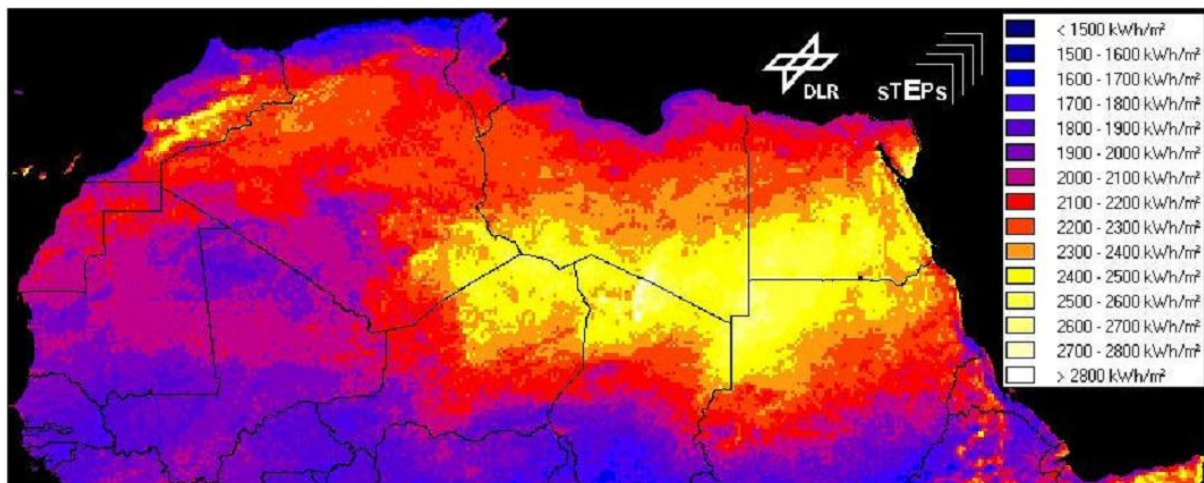 DLR
sTEPs
< 1500 kWh/m²
1500 - 1600 kWh/m²
1600 - 1700 kWh/m²
1700 - 1800 kWh/m²
1800 - 1900 kWh/m²
1900 - 2000 kWh/m²
2000 - 2100 kWh/m²
2100 - 2200 kWh/m²
2200 - 2300 kWh/m²
2300 - 2400 kWh/m²
2400 - 2500 kWh/m²
2500 - 2600 kWh/m²
2600 - 2700 kWh/m²
2700 - 2800 kWh/m²
> 2800 kWh/m²